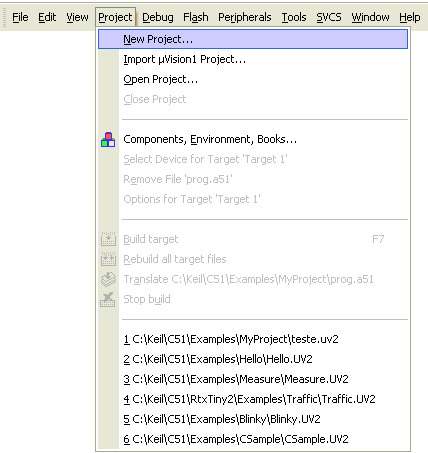 File Edit View Project Debug Flash Peripherals Tools SVCS Window Help
New Project...
Import µVision1 Project...
Open Project...
Close Project
Components, Environment, Books...
Select Device for Target 'Target 1'
Remove File 'prog.a51'
Options for Target 'Target 1'
Build target F7
Rebuild all target files
Translate C:\Keil\C51\Examples\MyProject\prog.a51
Stop build
1 C:\Keil\C51\Examples\MyProject\teste.uv2
2 C:\Keil\C51\Examples\Hello\Hello.UV2
3 C:\Keil\C51\Examples\Measure\Measure.UV2
4 C:\Keil\C51\RtxTiny2\Examples\Traffic\Traffic.UV2
5 C:\Keil\C51\Examples\Blinky\Blinky.UV2
6 C:\Keil\C51\Examples\CSample\CSample.UV2